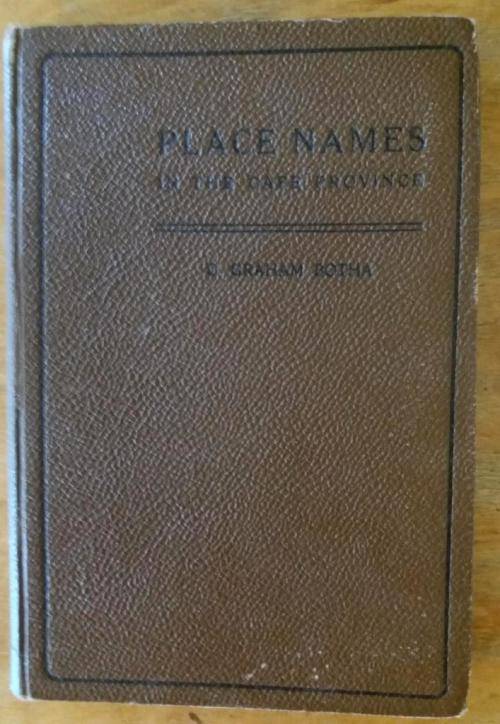 PLACE NAMES
IN THE CAPE PROVINCE
C. GRAHAM BOTHA